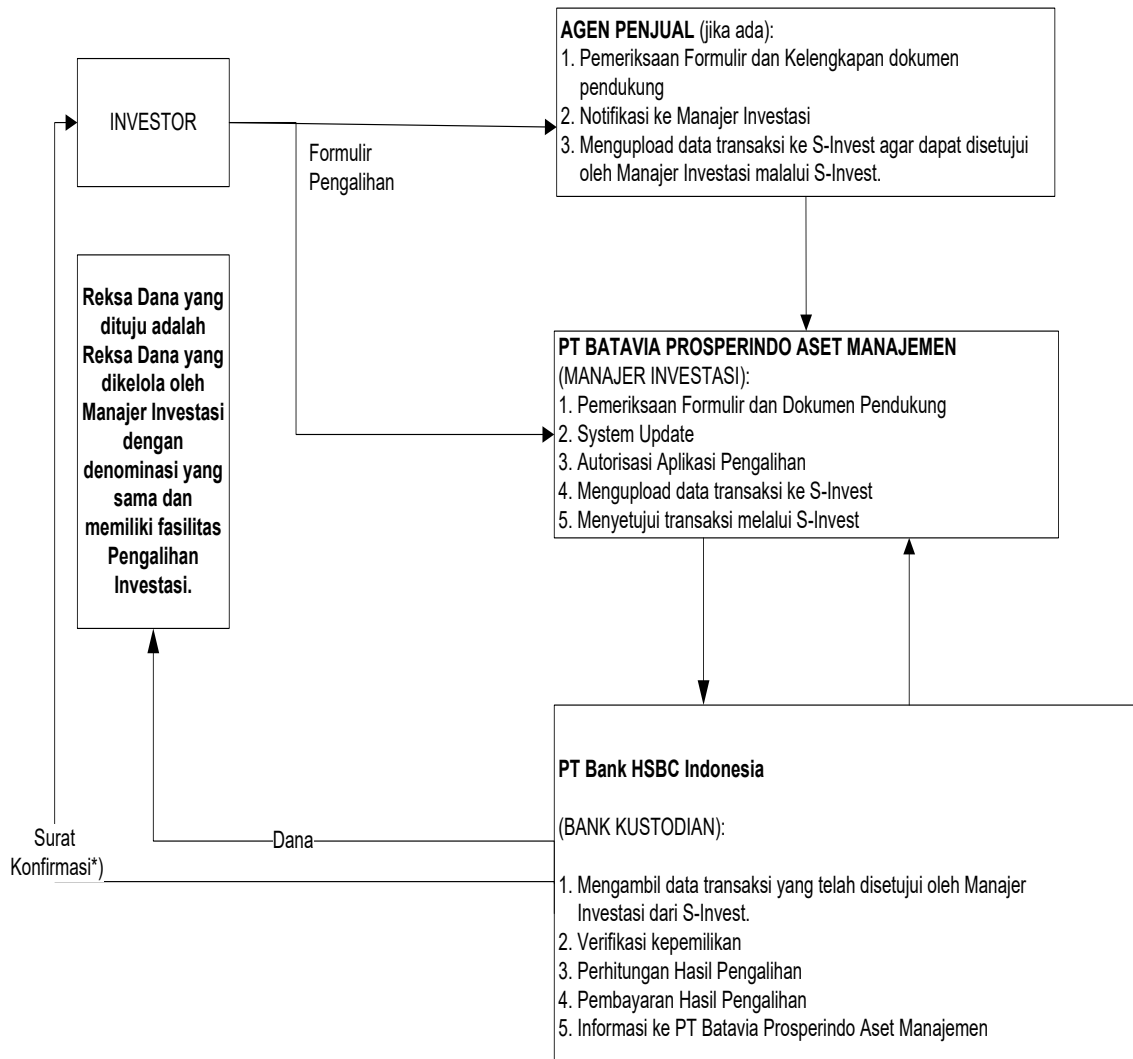 AGEN PENJUAL (jika ada):
1. Pemeriksaan Formulir dan Kelengkapan dokumen
pendukung
2. Notifikasi ke Manajer Investasi
3. Mengupload data transaksi ke S-Invest agar dapat disetujui
oleh Manajer Investasi malalui S-Invest.
INVESTOR
Formulir
Pengalihan
Reksa Dana yang
dituju adalah
Reksa Dana yang
dikelola oleh
Manajer Investasi
dengan
denominasi yang
sama dan
memiliki fasilitas
Pengalihan
Investasi.
PT BATAVIA PROSPERINDO ASET MANAJEMEN
(MANAJER INVESTASI):
1. Pemeriksaan Formulir dan Dokumen Pendukung
2. System Update
3. Autorisasi Aplikasi Pengalihan
4. Mengupload data transaksi ke S-Invest
5. Menyetujui transaksi melalui S-Invest
Surat
Konfirmasi*)
Dana
PT Bank HSBC Indonesia
(BANK KUSTODIAN):
1. Mengambil data transaksi yang telah disetujui oleh Manajer
Investasi dari S-Invest.
2. Verifikasi kepemilikan
3. Perhitungan Hasil Pengalihan
4. Pembayaran Hasil Pengalihan
5. Informasi ke PT Batavia Prosperindo Aset Manajemen